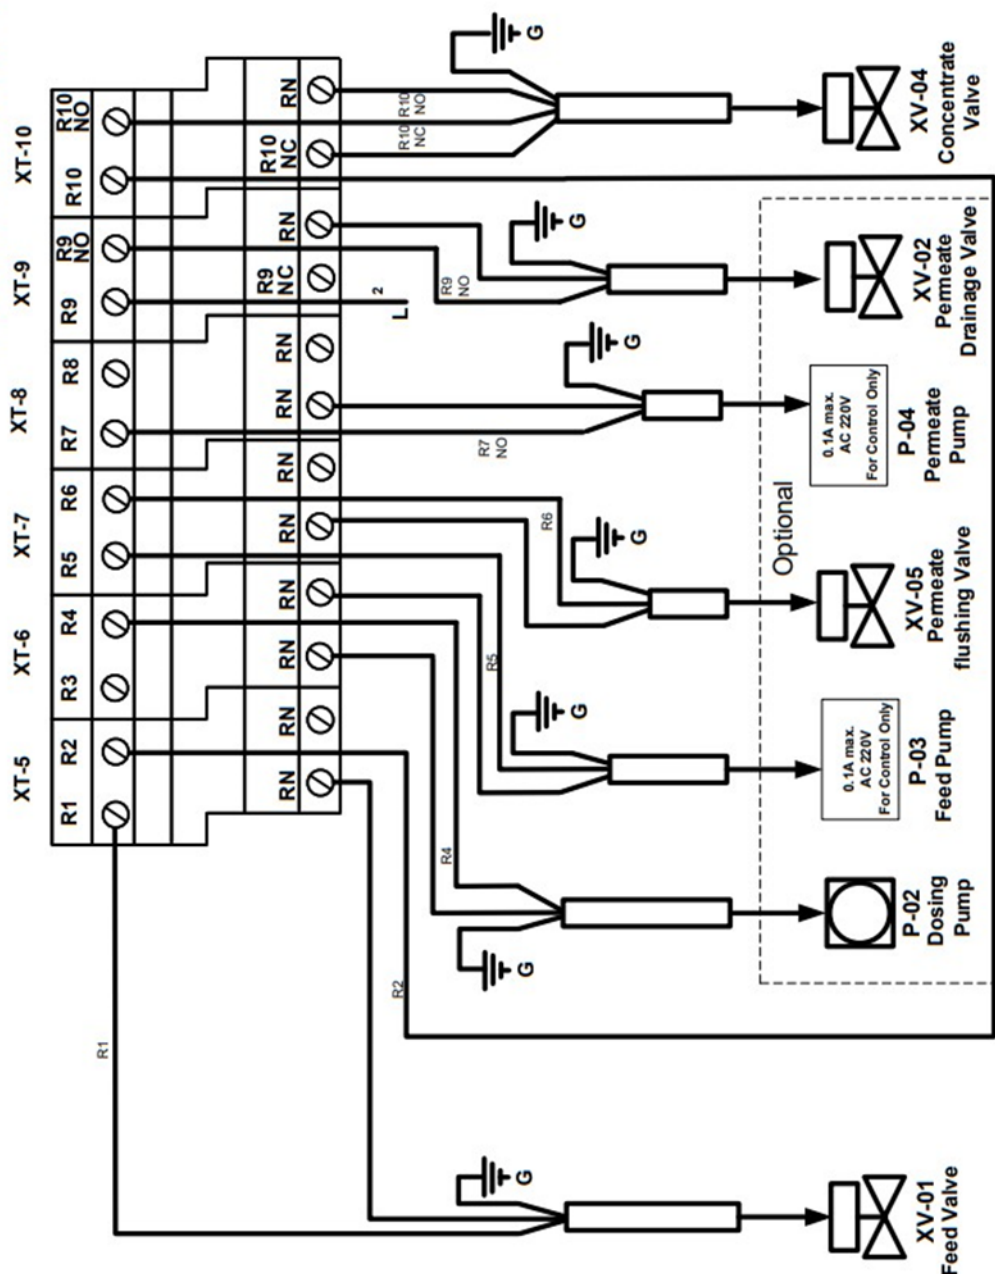 XT-5
XT-6
XT-7
XT-8
XT-9
XT-10
R1
R2
R3
R4
R5
R6
R7
R8
R9
R9
NO
R10
R10
NO
RN
RN
RN
RN
RN
RN
RN
RN
R9
NC
RN
R10
NC
RN
R1
R2
R4
R5
R6
R7
NO
L
2
R9
NO
R10
NC
R10
NO
G
G
G
G
G
G
G
Optional
0.1A max.
AC 220V
For Control Only
0.1A max.
AC 220V
For Control Only
XV-01
Feed Valve
P-02
Dosing
Pump
P-03
Feed Pump
XV-05
Permeate
flushing Valve
P-04
Permeate
Pump
XV-02
Permeate
Drainage Valve
XV-04
Concentrate
Valve